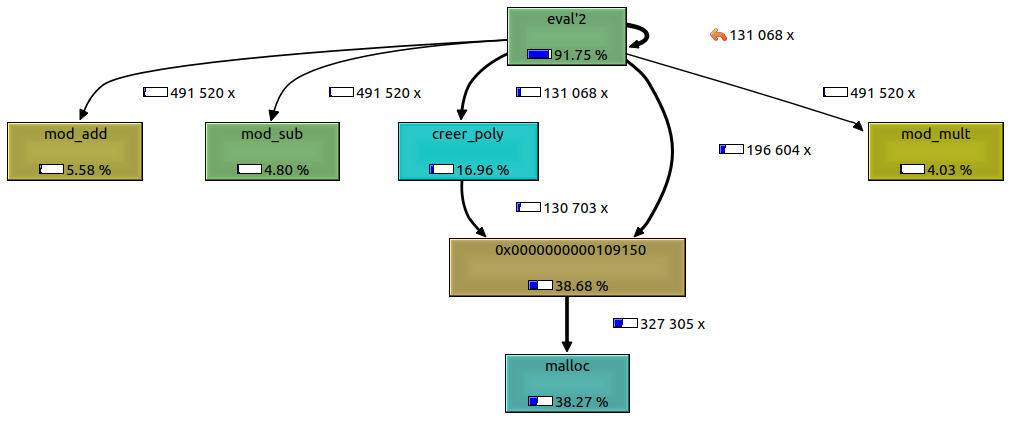 eval'2
91.75 %
131 068 x
491 520 x
491 520 x
131 068 x
491 520 x
mod_add
5.58 %
mod_sub
4.80 %
creer_poly
16.96 %
196 604 x
mod_mult
4.03 %
130 703 x
0x0000000000109150
38.68 %
327 305 x
malloc
38.27 %